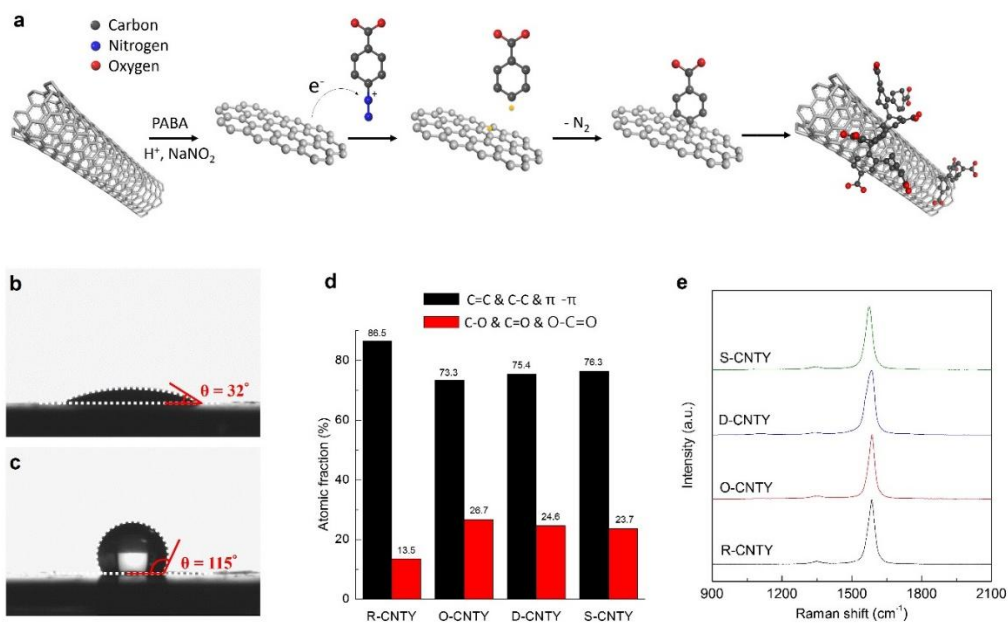 a
Carbon
Nitrogen
Oxygen
PABA
H⁺, NaNO₂
e⁻
+
- N₂
b
θ = 32°
c
θ = 115°
d
C=C & C-C & π -π
C-O & C=O & O-C=O
Atomic fraction (%)
80
60
40
20
0
86.5
13.5
73.3
26.7
75.4
24.6
76.3
23.7
R-CNTY O-CNTY D-CNTY S-CNTY
e
Intensity (a.u.)
S-CNTY
D-CNTY
O-CNTY
R-CNTY
900 1200 1500 1800 2100
Raman shift (cm⁻¹)